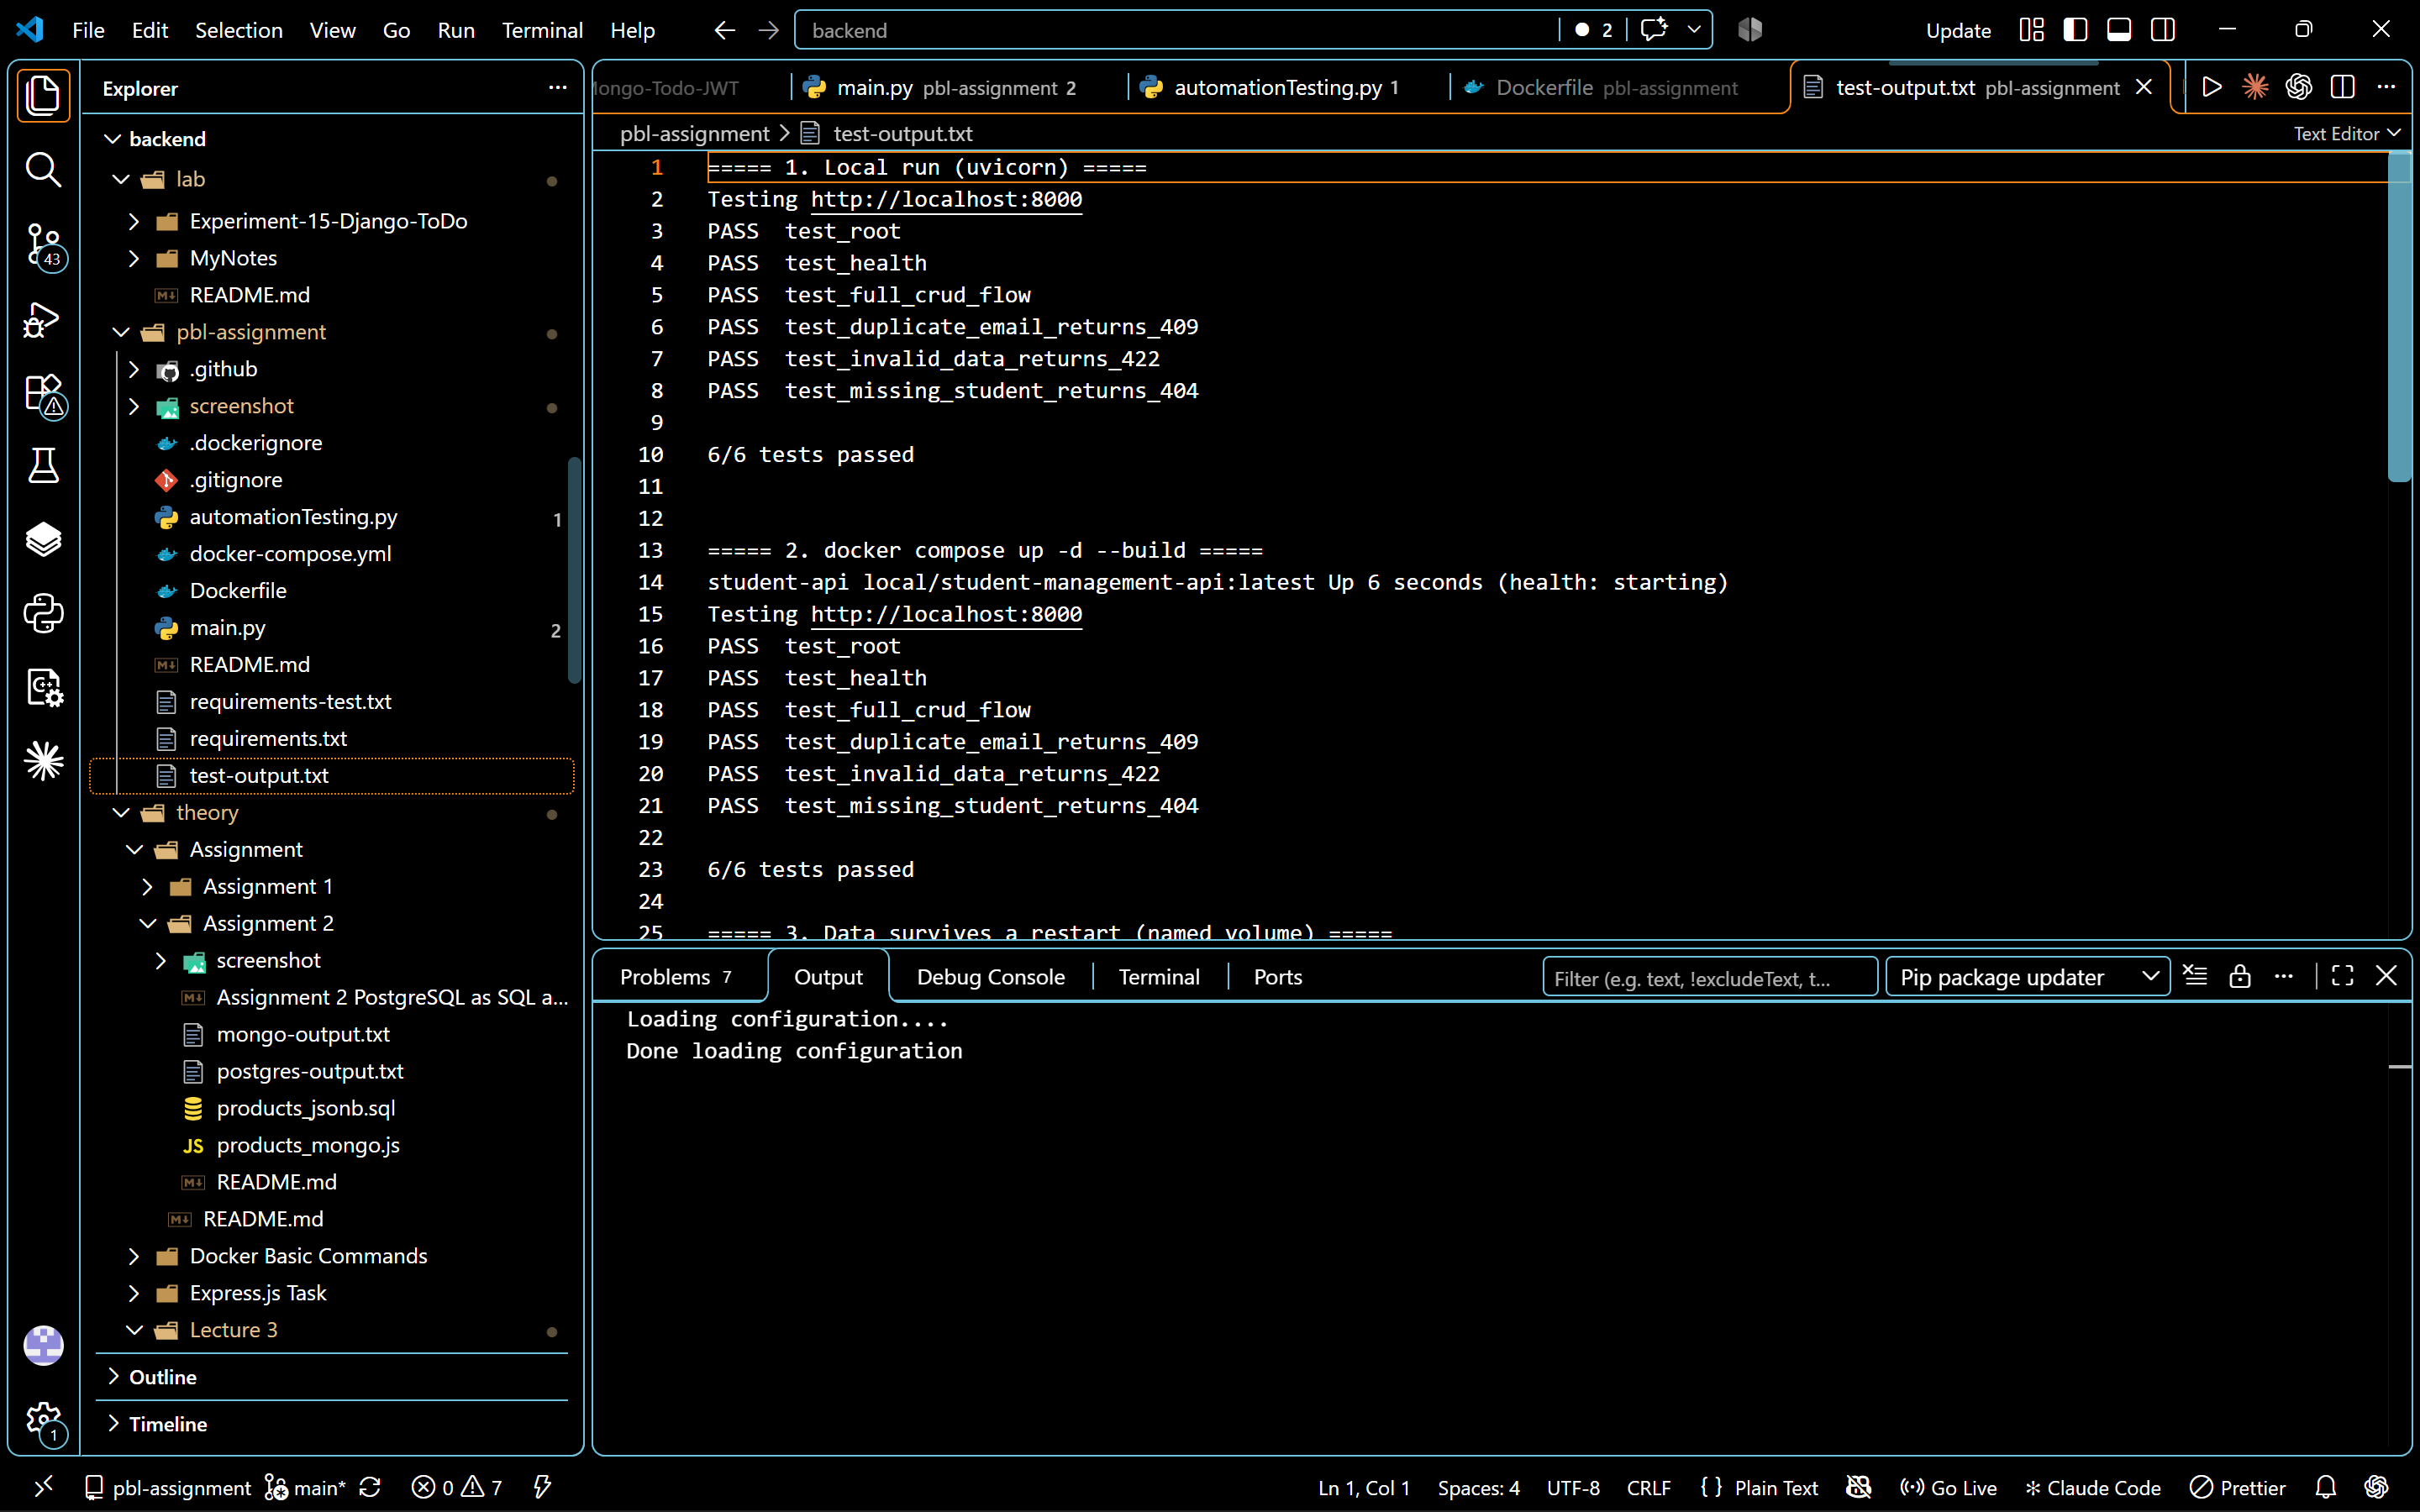 File Edit Selection View Go Run Terminal Help
backend
2
Update
Explorer
backend
lab
Experiment-15-Django-ToDo
MyNotes
README.md
pbl-assignment
.github
screenshot
.dockerignore
.gitignore
automationTesting.py 1
docker-compose.yml
Dockerfile
main.py 2
README.md
requirements-test.txt
requirements.txt
test-output.txt
theory
Assignment
Assignment 1
Assignment 2
screenshot
Assignment 2 PostgreSQL as SQL a...
mongo-output.txt
postgres-output.txt
products_jsonb.sql
products_mongo.js
README.md
README.md
Docker Basic Commands
Express.js Task
Lecture 3
Outline
Timeline
43
1
ongo-Todo-JWT
main.py pbl-assignment 2
automationTesting.py 1
Dockerfile pbl-assignment
test-output.txt pbl-assignment
pbl-assignment > test-output.txt
Text Editor
1 ===== 1. Local run (uvicorn) =====
2 Testing http://localhost:8000
3 PASS  test_root
4 PASS  test_health
5 PASS  test_full_crud_flow
6 PASS  test_duplicate_email_returns_409
7 PASS  test_invalid_data_returns_422
8 PASS  test_missing_student_returns_404
9
10 6/6 tests passed
11
12
13 ===== 2. docker compose up -d --build =====
14 student-api local/student-management-api:latest Up 6 seconds (health: starting)
15 Testing http://localhost:8000
16 PASS  test_root
17 PASS  test_health
18 PASS  test_full_crud_flow
19 PASS  test_duplicate_email_returns_409
20 PASS  test_invalid_data_returns_422
21 PASS  test_missing_student_returns_404
22
23 6/6 tests passed
24
25 ===== 3. Data survives a restart (named volume) =====
Problems 7 Output Debug Console Terminal Ports
Filter (e.g. text, !excludeText, t...
Pip package updater
Loading configuration....
Done loading configuration
pbl-assignment main* 0 7
Ln 1, Col 1 Spaces: 4 UTF-8 CRLF {} Plain Text Go Live Claude Code Prettier